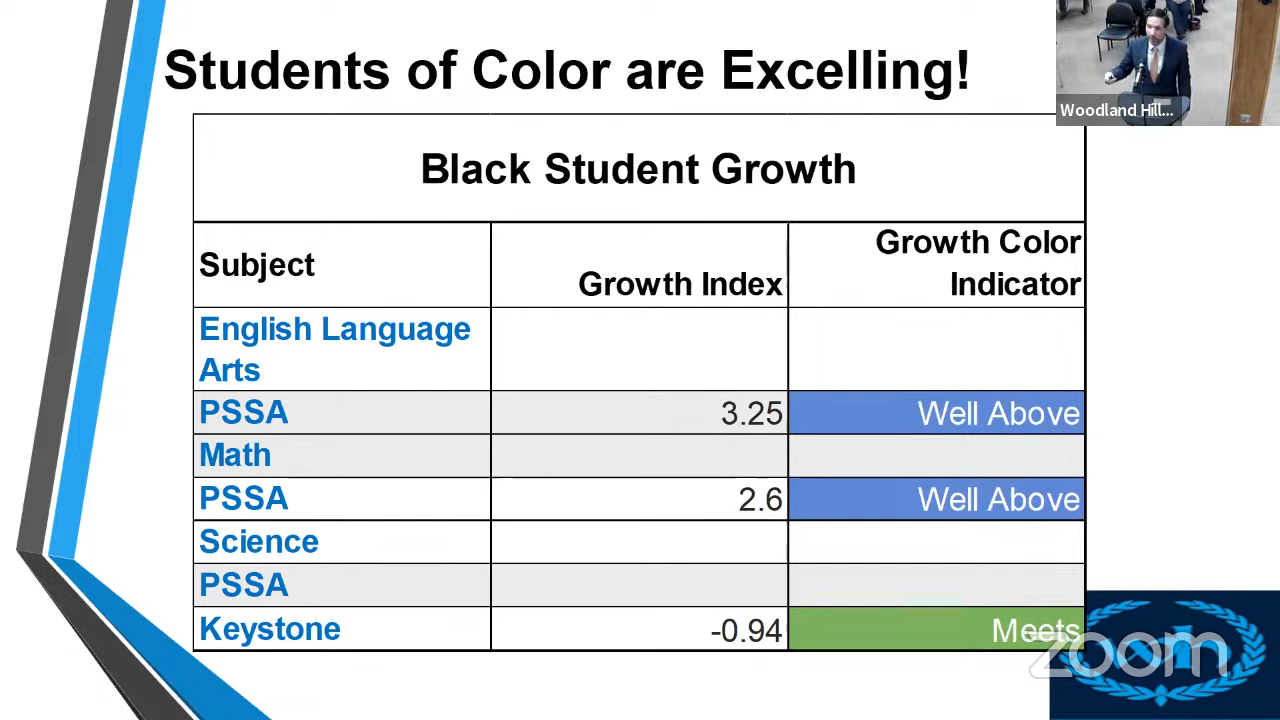 Students of Color are Excelling!
Woodland Hill...
Black Student Growth
Subject
Growth Index
Growth Color
Indicator
English Language
Arts
PSSA
3.25
Well Above
Math
PSSA
2.6
Well Above
Science
PSSA
Keystone
-0.94
Meets
zoom